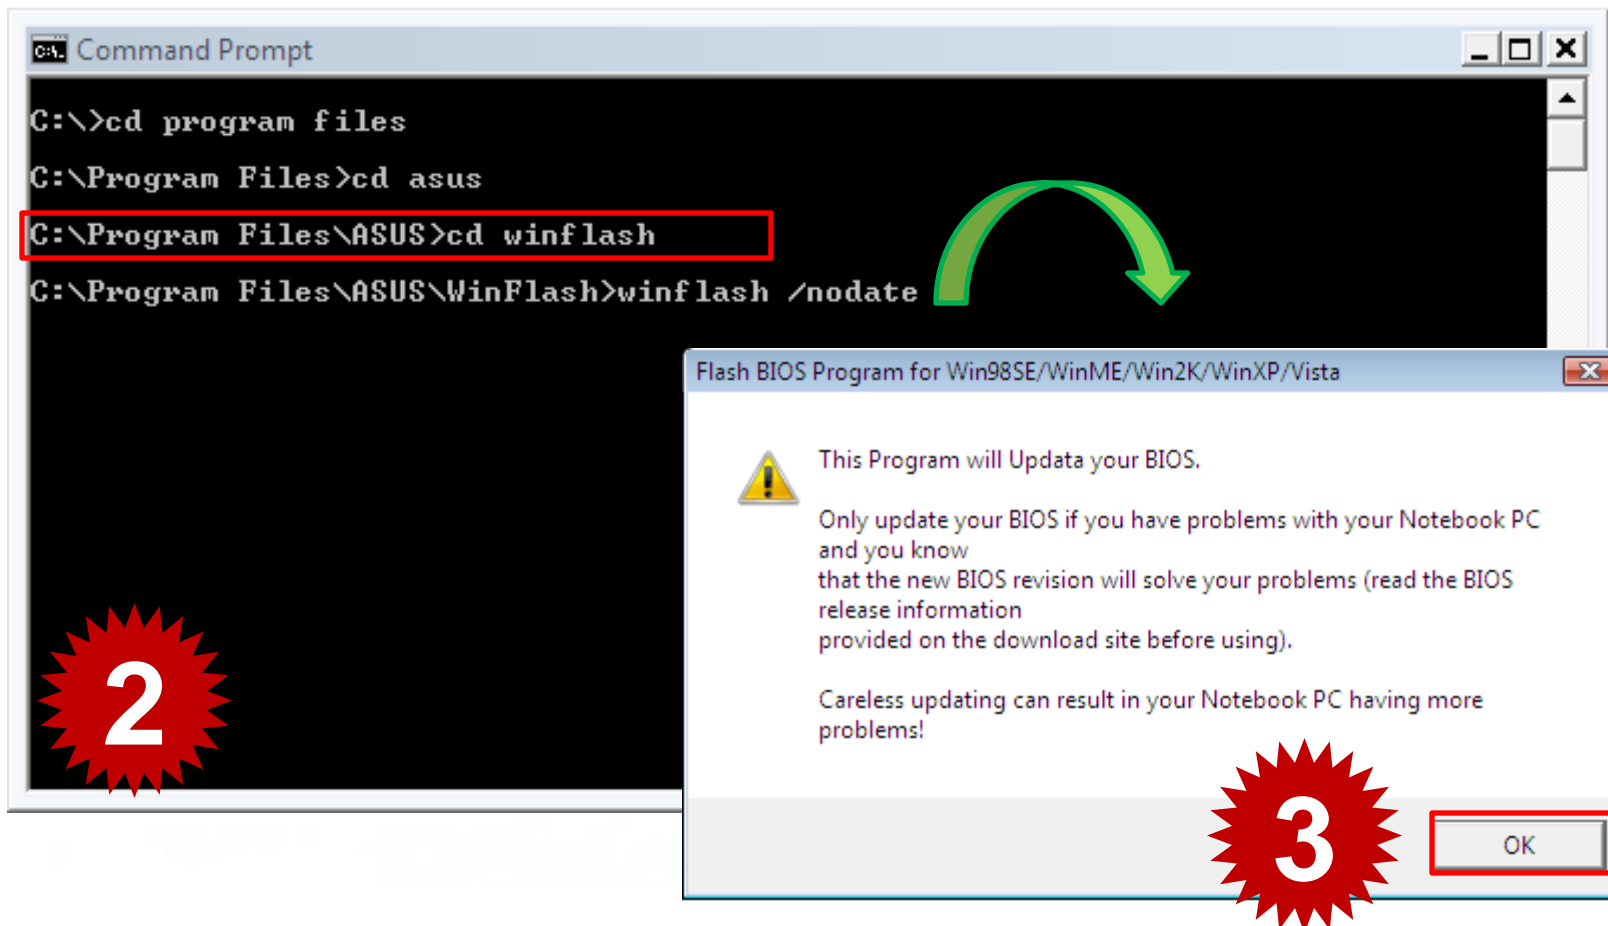 Command Prompt
C:\>cd program files
C:\Program Files>cd asus
C:\Program Files\ASUS>cd winflash
C:\Program Files\ASUS\WinFlash>winflash /nodate
Flash BIOS Program for Win98SE/WinME/Win2K/WinXP/Vista
This Program will Updata your BIOS.
Only update your BIOS if you have problems with your Notebook PC
and you know
that the new BIOS revision will solve your problems (read the BIOS
release information
provided on the download site before using).
Careless updating can result in your Notebook PC having more
problems!
2
3
OK